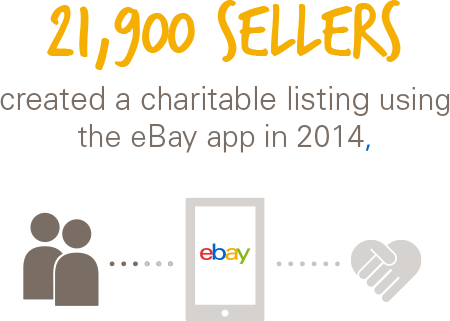 21,900 SELLERS
created a charitable listing using
the eBay app in 2014,
ebay